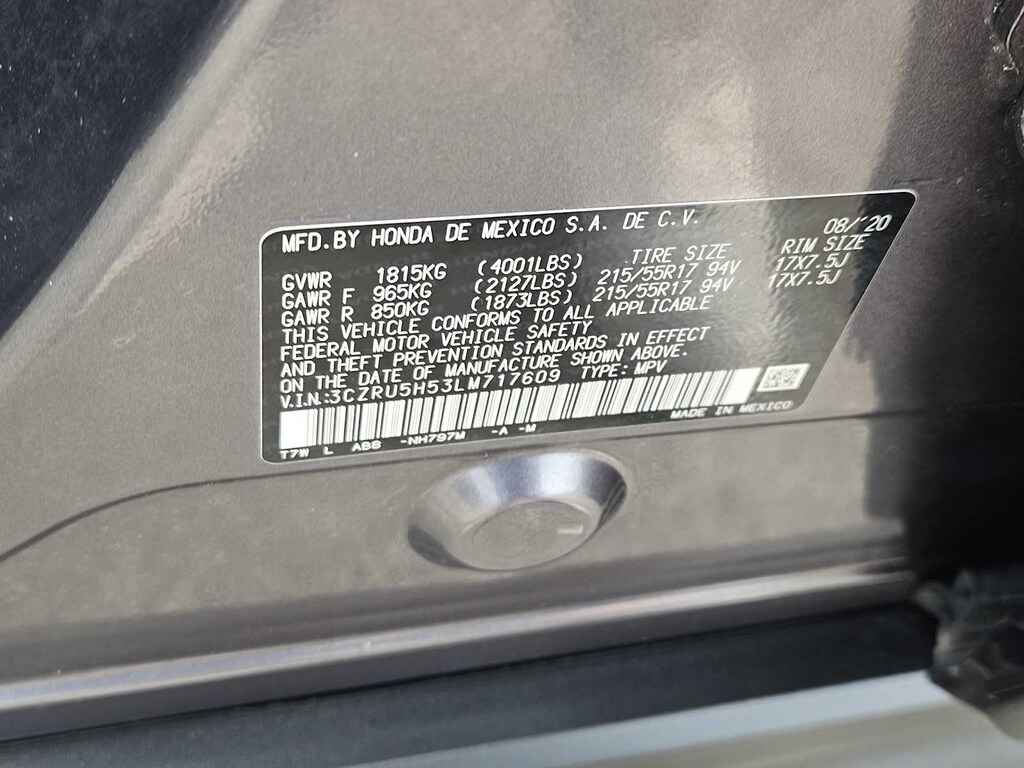 MFD.BY HONDA DE MEXICO S.A. DE C.V. 08/'20
TIRE SIZE RIM SIZE
GVWR 1815KG (4001LBS)
GAWR F 965KG (2127LBS) 215/55R17 94V 17X7.5J
GAWR R 850KG (1873LBS) 215/55R17 94V 17X7.5J
THIS VEHICLE CONFORMS TO ALL APPLICABLE
FEDERAL MOTOR VEHICLE SAFETY
AND THEFT PREVENTION STANDARDS IN EFFECT
ON THE DATE OF MANUFACTURE SHOWN ABOVE.
V.I.N.:3CZRU5H53LM717609 TYPE: MPV
MADE IN MEXICO
T7W L ABB -NH797M -A -M